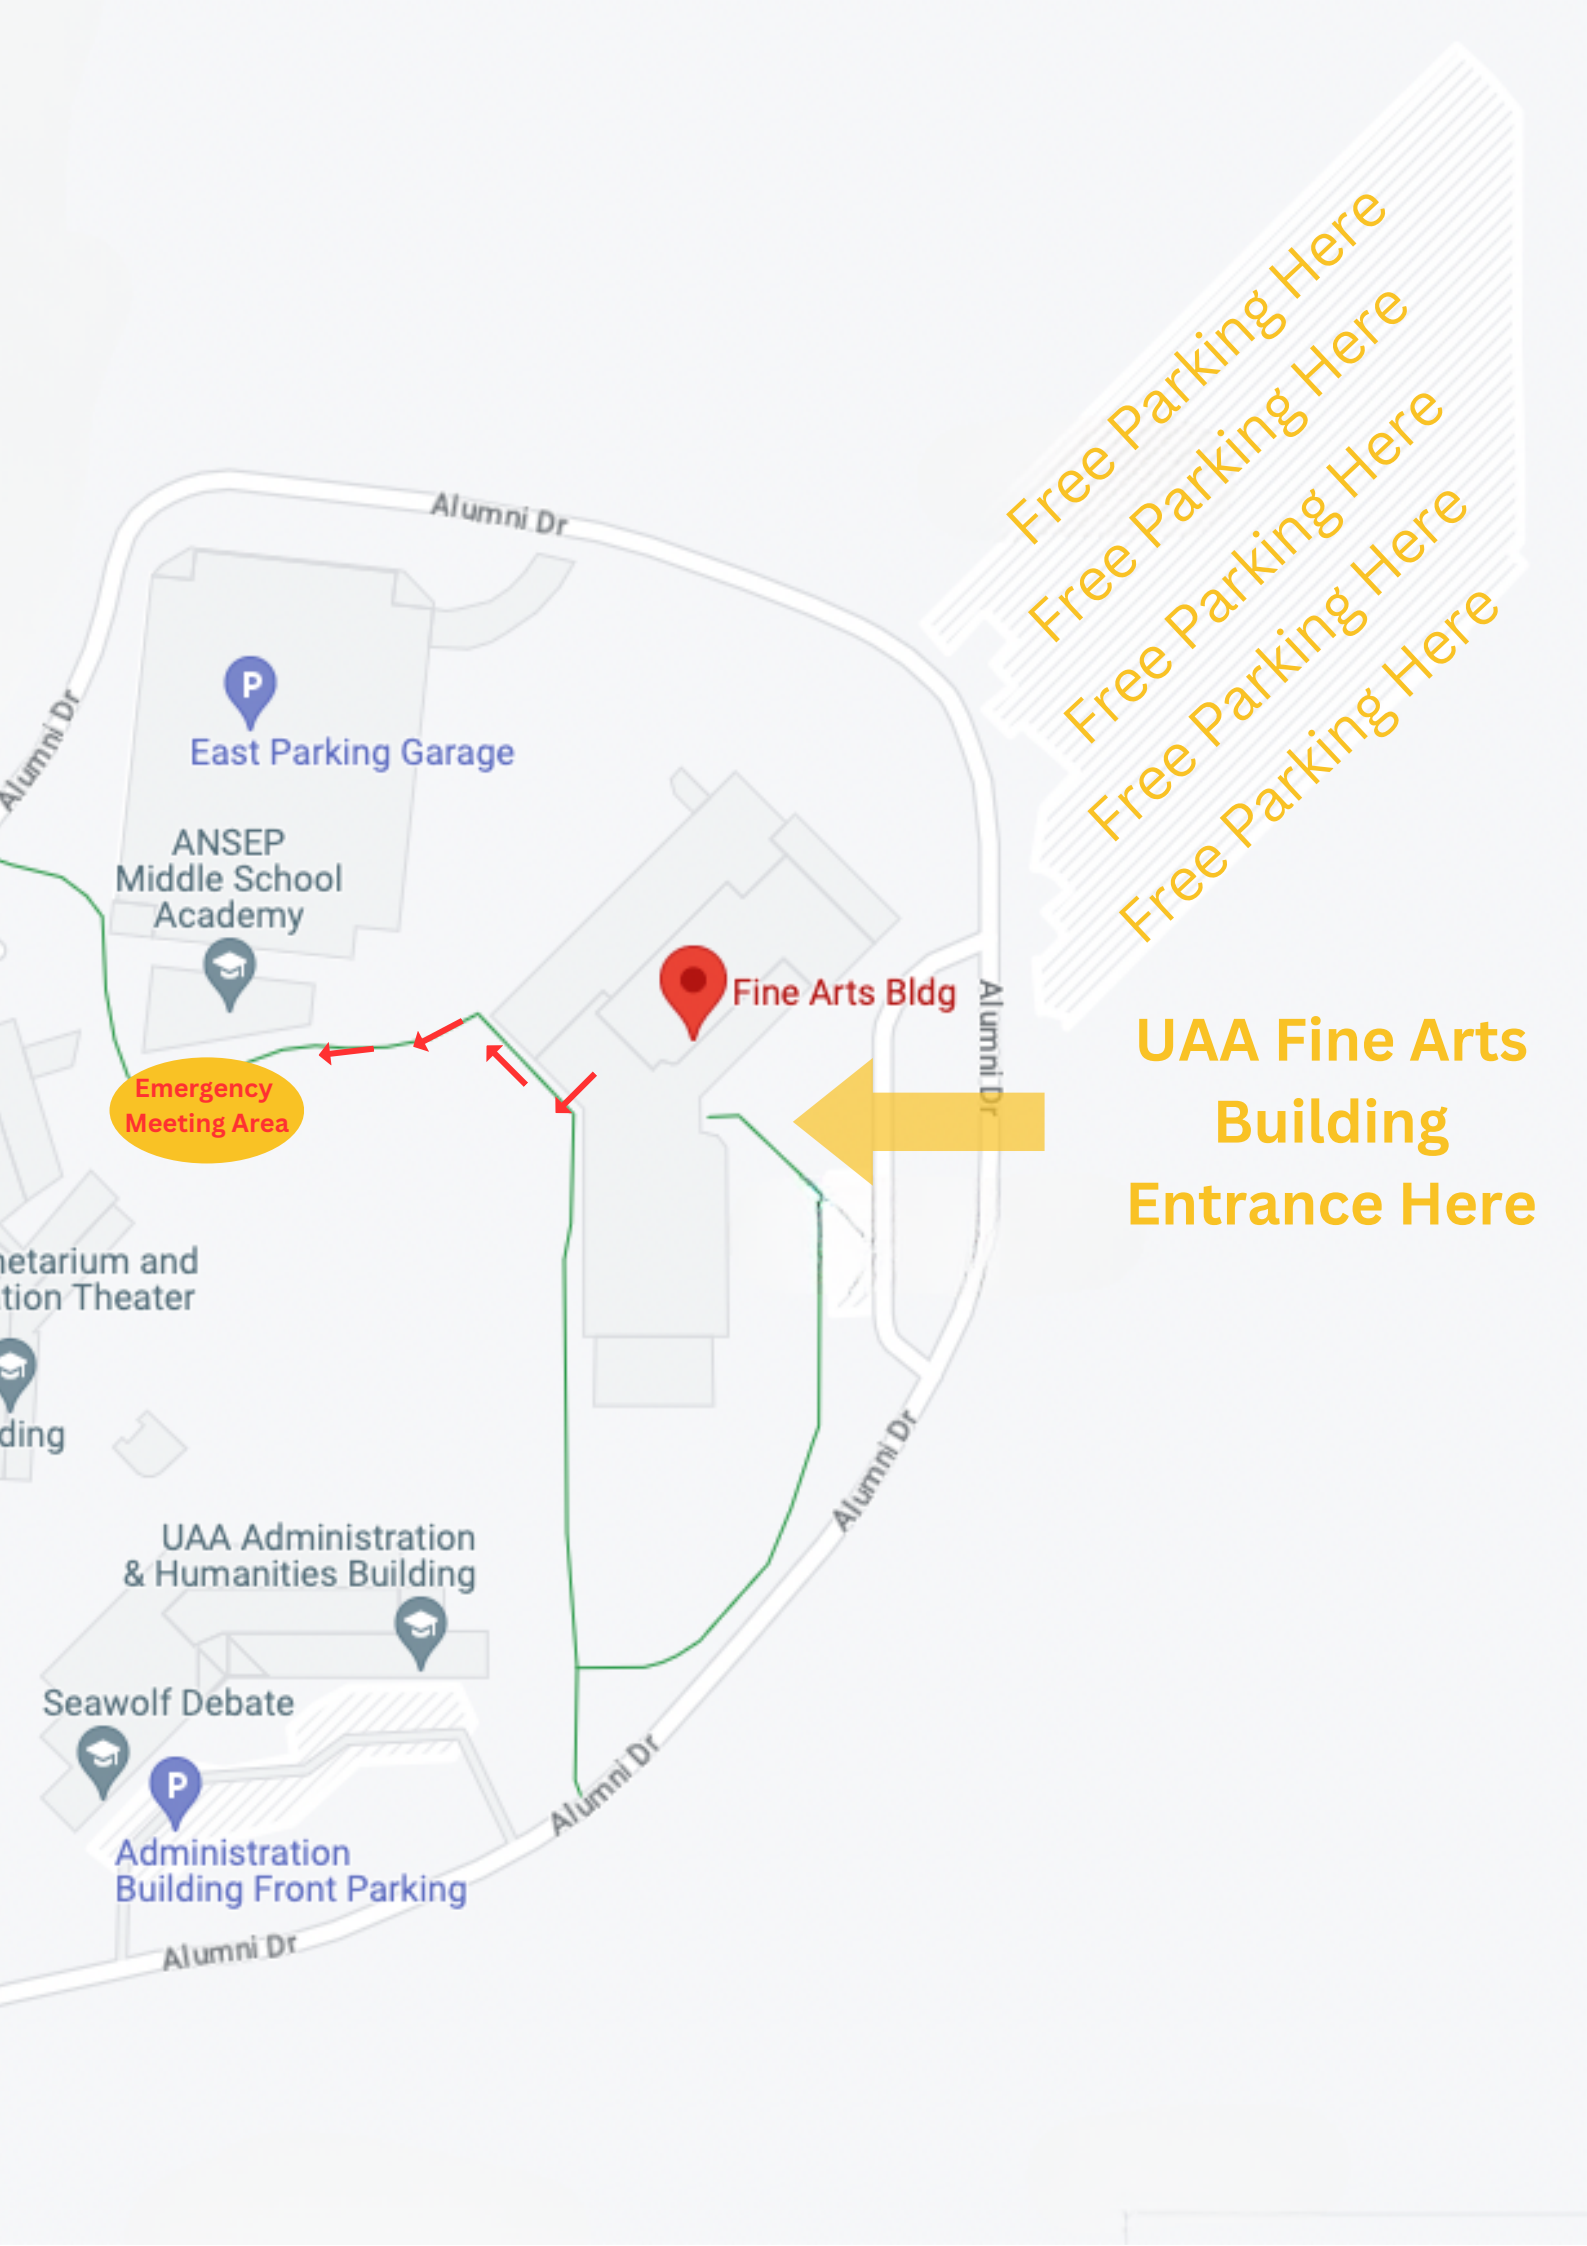 Free Parking Here
Free Parking Here
Free Parking Here
Free Parking Here
Free Parking Here
Alumni Dr
Alumni Dr
P
East Parking Garage
ANSEP
Middle School
Academy
Fine Arts Bldg
Alumni Dr
UAA Fine Arts
Building
Entrance Here
Emergency
Meeting Area
netarium and
tion Theater
ding
Alumni Dr
UAA Administration
& Humanities Building
Seawolf Debate
P
Administration
Building Front Parking
Alumni Dr
Alumni Dr